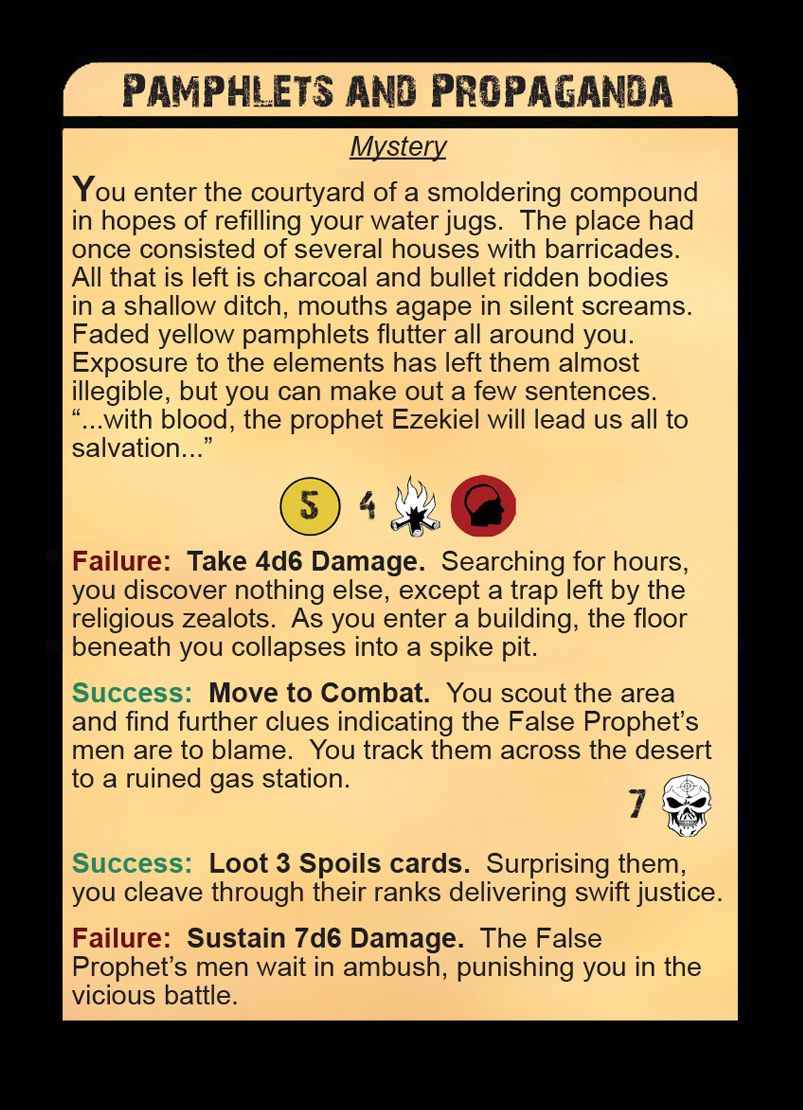 Pamphlets and Propaganda
Mystery
You enter the courtyard of a smoldering compound
in hopes of refilling your water jugs.  The place had
once consisted of several houses with barricades.
All that is left is charcoal and bullet ridden bodies
in a shallow ditch, mouths agape in silent screams.
Faded yellow pamphlets flutter all around you.
Exposure to the elements has left them almost
illegible, but you can make out a few sentences.
“...with blood, the prophet Ezekiel will lead us all to
salvation...”
5 4
Failure:  Take 4d6 Damage.  Searching for hours,
you discover nothing else, except a trap left by the
religious zealots.  As you enter a building, the floor
beneath you collapses into a spike pit.
Success:  Move to Combat.  You scout the area
and find further clues indicating the False Prophet’s
men are to blame.  You track them across the desert
to a ruined gas station.
7
Success:  Loot 3 Spoils cards.  Surprising them,
you cleave through their ranks delivering swift justice.
Failure:  Sustain 7d6 Damage.  The False
Prophet’s men wait in ambush, punishing you in the
vicious battle.